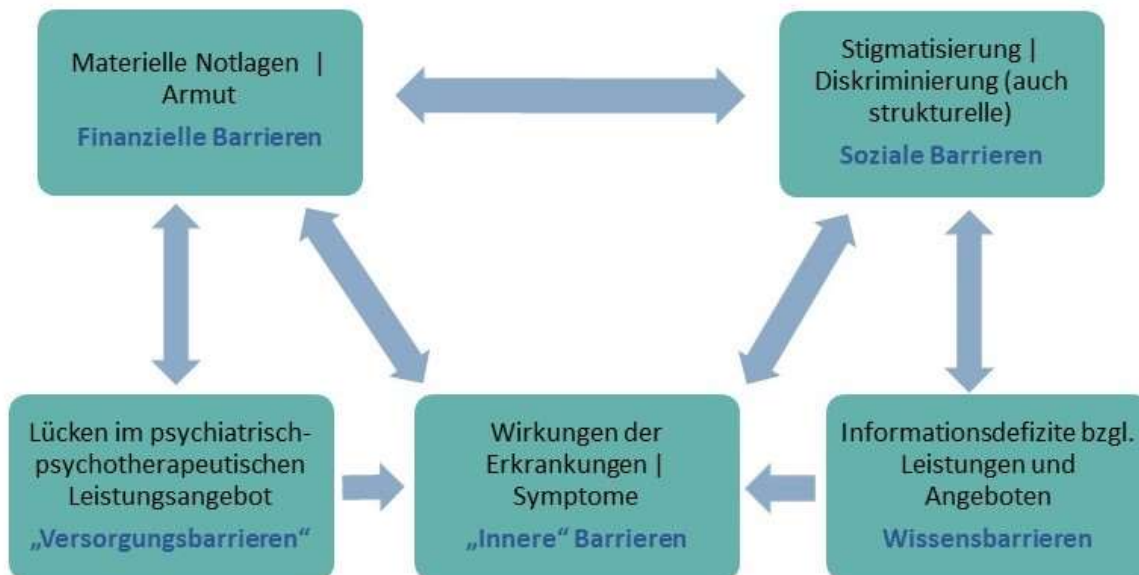 Materielle Notlagen |
Armut
Finanzielle Barrieren
Stigmatisierung |
Diskriminierung (auch
strukturelle)
Soziale Barrieren
Lücken im psychiatrisch-
psychotherapeutischen
Leistungsangebot
„Versorgungsbarrieren“
Wirkungen der
Erkrankungen |
Symptome
„Innere“ Barrieren
Informationsdefizite bzgl.
Leistungen und
Angeboten
Wissensbarrieren